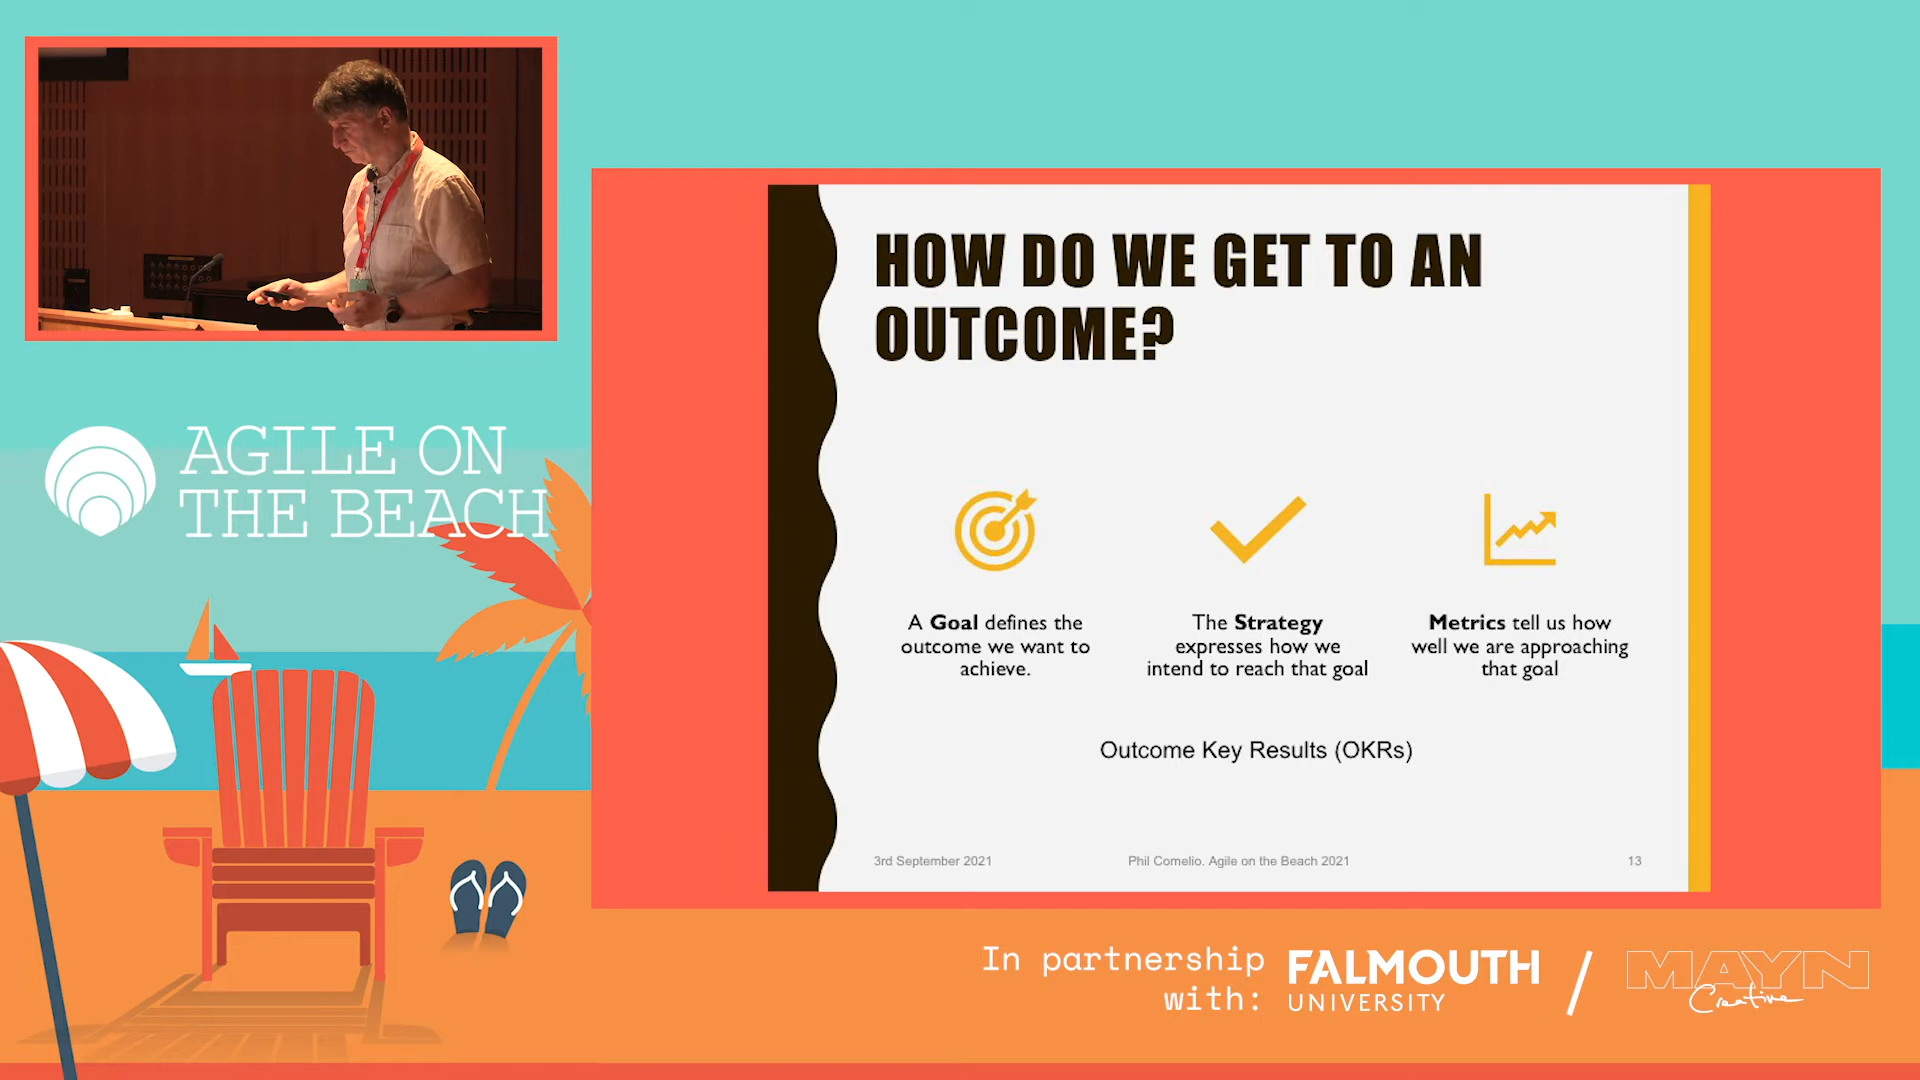 AGILE ON
THE BEACH
HOW DO WE GET TO AN
OUTCOME?
A Goal defines the
outcome we want to
achieve.
The Strategy
expresses how we
intend to reach that goal
Metrics tell us how
well we are approaching
that goal
Outcome Key Results (OKRs)
3rd September 2021
Phil Comelio. Agile on the Beach 2021
13
In partnership
with:
FALMOUTH
UNIVERSITY
/
MAYN
Creative